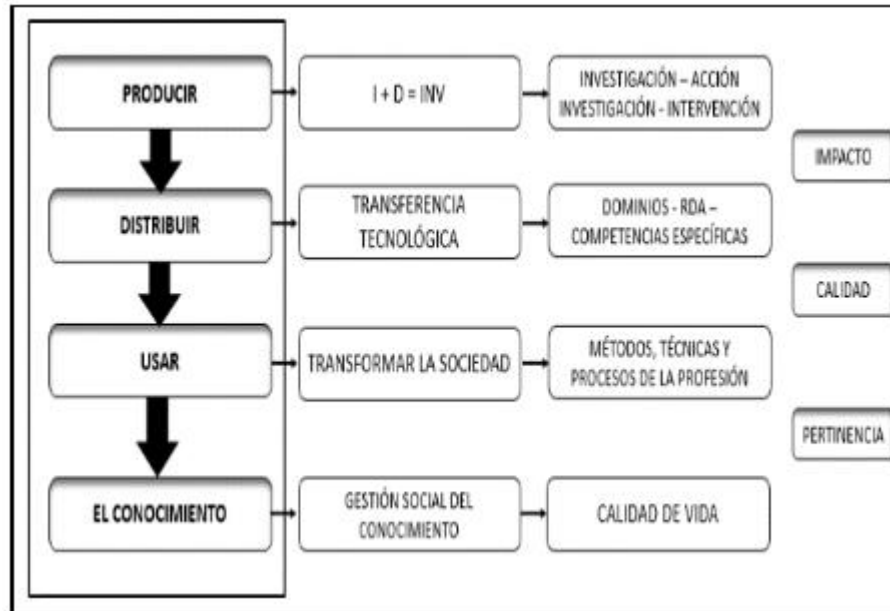 PRODUCIR
I + D = INV
INVESTIGACIÓN – ACCIÓN
INVESTIGACIÓN - INTERVENCIÓN
IMPACTO
DISTRIBUIR
TRANSFERENCIA
TECNOLÓGICA
DOMINIOS - RDA –
COMPETENCIAS ESPECÍFICAS
CALIDAD
USAR
TRANSFORMAR LA SOCIEDAD
MÉTODOS, TÉCNICAS Y
PROCESOS DE LA PROFESIÓN
PERTINENCIA
EL CONOCIMIENTO
GESTIÓN SOCIAL DEL
CONOCIMIENTO
CALIDAD DE VIDA